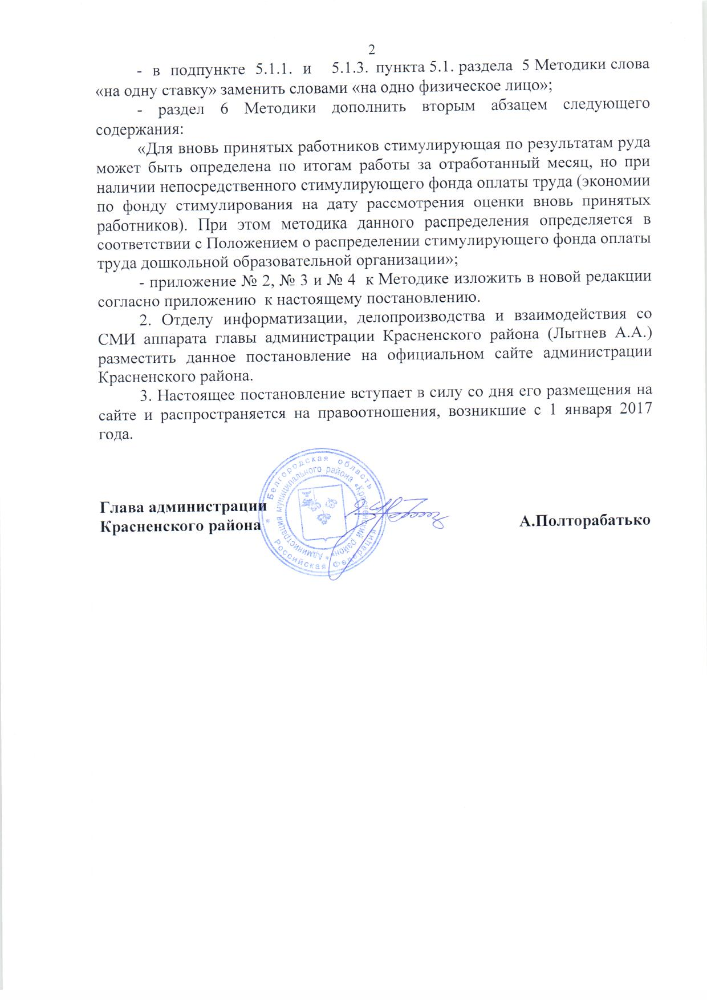 2
- в подпункте 5.1.1. и 5.1.3. пункта 5.1. раздела 5 Методики слова
«на одну ставку» заменить словами «на одно физическое лицо»;
- раздел 6 Методики дополнить вторым абзацем следующего
содержания:
«Для вновь принятых работников стимулирующая по результатам руда
может быть определена по итогам работы за отработанный месяц, но при
наличии непосредственного стимулирующего фонда оплаты труда (экономии
по фонду стимулирования на дату рассмотрения оценки вновь принятых
работников). При этом методика данного распределения определяется в
соответствии с Положением о распределении стимулирующего фонда оплаты
труда дошкольной образовательной организации»;
- приложение № 2, № 3 и № 4 к Методике изложить в новой редакции
согласно приложению к настоящему постановлению.
2. Отделу информатизации, делопроизводства и взаимодействия со
СМИ аппарата главы администрации Красненского района (Лытнев А.А.)
разместить данное постановление на официальном сайте администрации
Красненского района.
3. Настоящее постановление вступает в силу со дня его размещения на
сайте и распространяется на правоотношения, возникшие с 1 января 2017
года.
Глава администрации
Красненского района
А.Полторабатько
* Белгородская область *
Российская Федерация
* Администрация муниципального района «Красненский район»